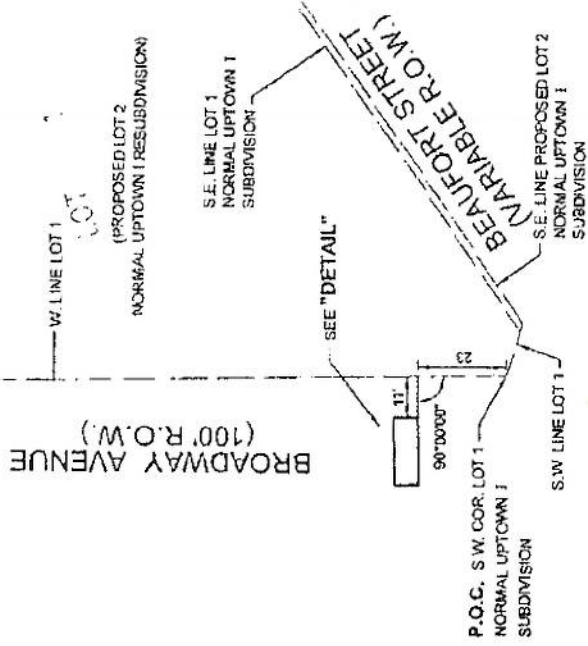 W. LINE LOT 1
LOT
(PROPOSED LOT 2
NORMAL UPTOWN I RESUBDIVISION)
S.E. LINE LOT 1
NORMAL UPTOWN I
SUBDIVISION
BEAUFORT STREET
(VARIABLE R.O.W.)
SEE "DETAIL"
BROADWAY AVENUE
(100' R.O.W.)
11'
23
90°00'00"
P.O.C. S W. COR. LOT 1
NORMAL UPTOWN I
SUBDIVISION
S.W LINE LOT 1
S.E. LINE PROPOSED LOT 2
NORMAL UPTOWN I
SUBDIVISION